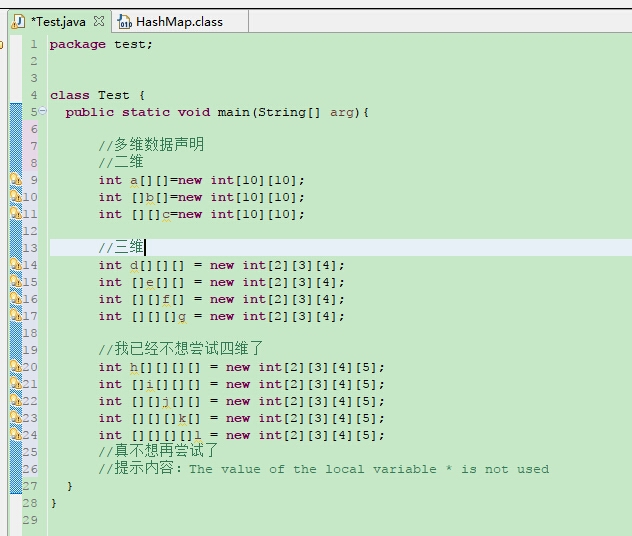 *Test.java HashMap.class
1 package test;
2
3
4 class Test {
5 public static void main(String[] arg){
6
7 //多维数据声明
8 //二维
9 int a[][]=new int[10][10];
10 int []b[]=new int[10][10];
11 int [][]c=new int[10][10];
12
13 //三维
14 int d[][][] = new int[2][3][4];
15 int []e[][] = new int[2][3][4];
16 int [][]f[] = new int[2][3][4];
17 int [][][]g = new int[2][3][4];
18
19 //我已经不想尝试四维了
20 int h[][][][] = new int[2][3][4][5];
21 int []i[][][] = new int[2][3][4][5];
22 int [][]j[][] = new int[2][3][4][5];
23 int [][][]k[] = new int[2][3][4][5];
24 int [][][][]l = new int[2][3][4][5];
25 //真不想再尝试了
26 //提示内容：The value of the local variable * is not used
27 }
28 }
29